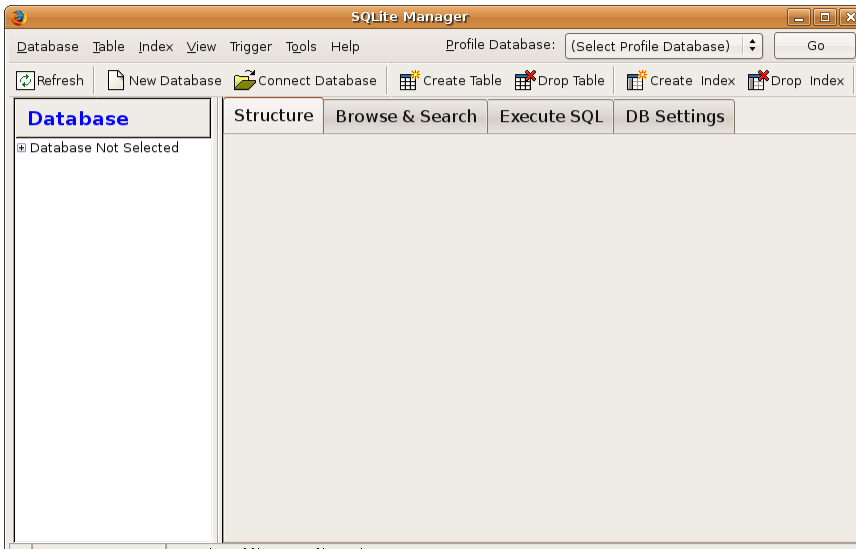 SQLite Manager
Database Table Index View Trigger Tools Help Profile Database: (Select Profile Database) Go
Refresh New Database Connect Database Create Table Drop Table Create Index Drop Index
Database Structure Browse & Search Execute SQL DB Settings
Database Not Selected